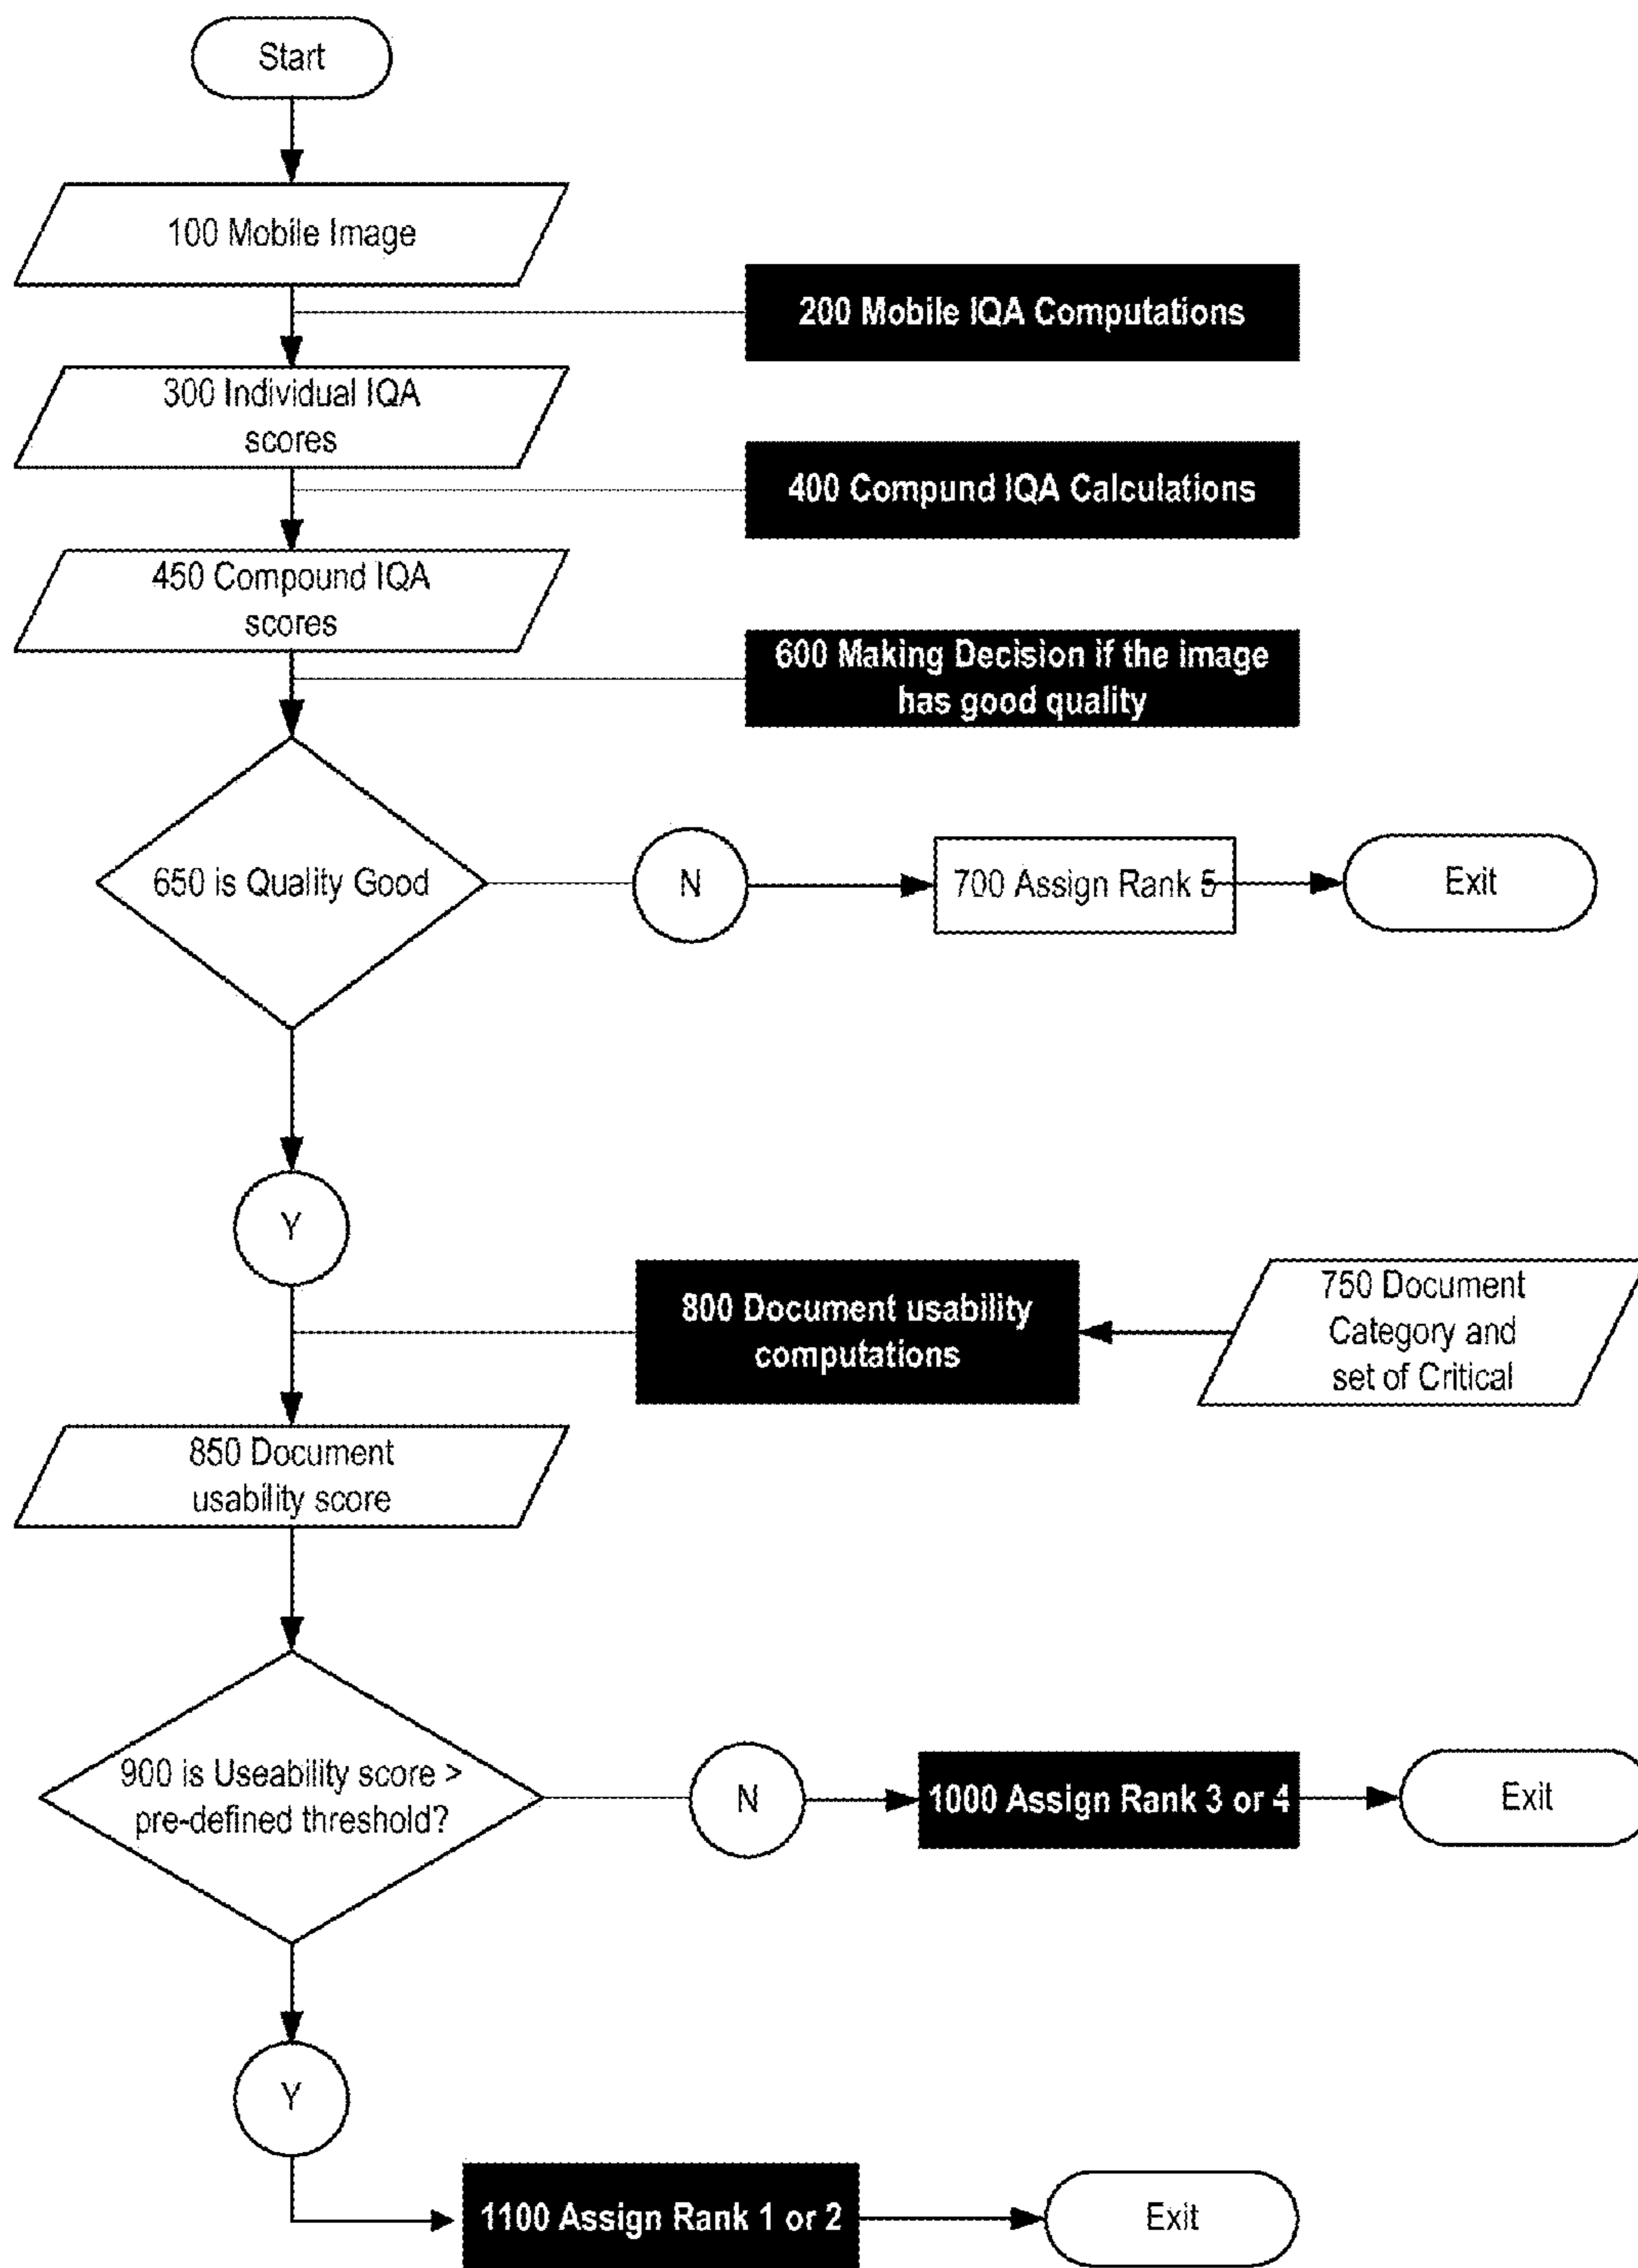 Start
100 Mobile Image
200 Mobile IQA Computations
300 Individual IQA
scores
400 Compund IQA Calculations
450 Compound IQA
scores
600 Making Decision if the image
has good quality
650 is Quality Good
N
700 Assign Rank 5
Exit
Y
800 Document usability
computations
750 Document
Category and
set of Critical
850 Document
usability score
900 is Useability score >
pre-defined threshold?
N
1000 Assign Rank 3 or 4
Exit
Y
1100 Assign Rank 1 or 2
Exit